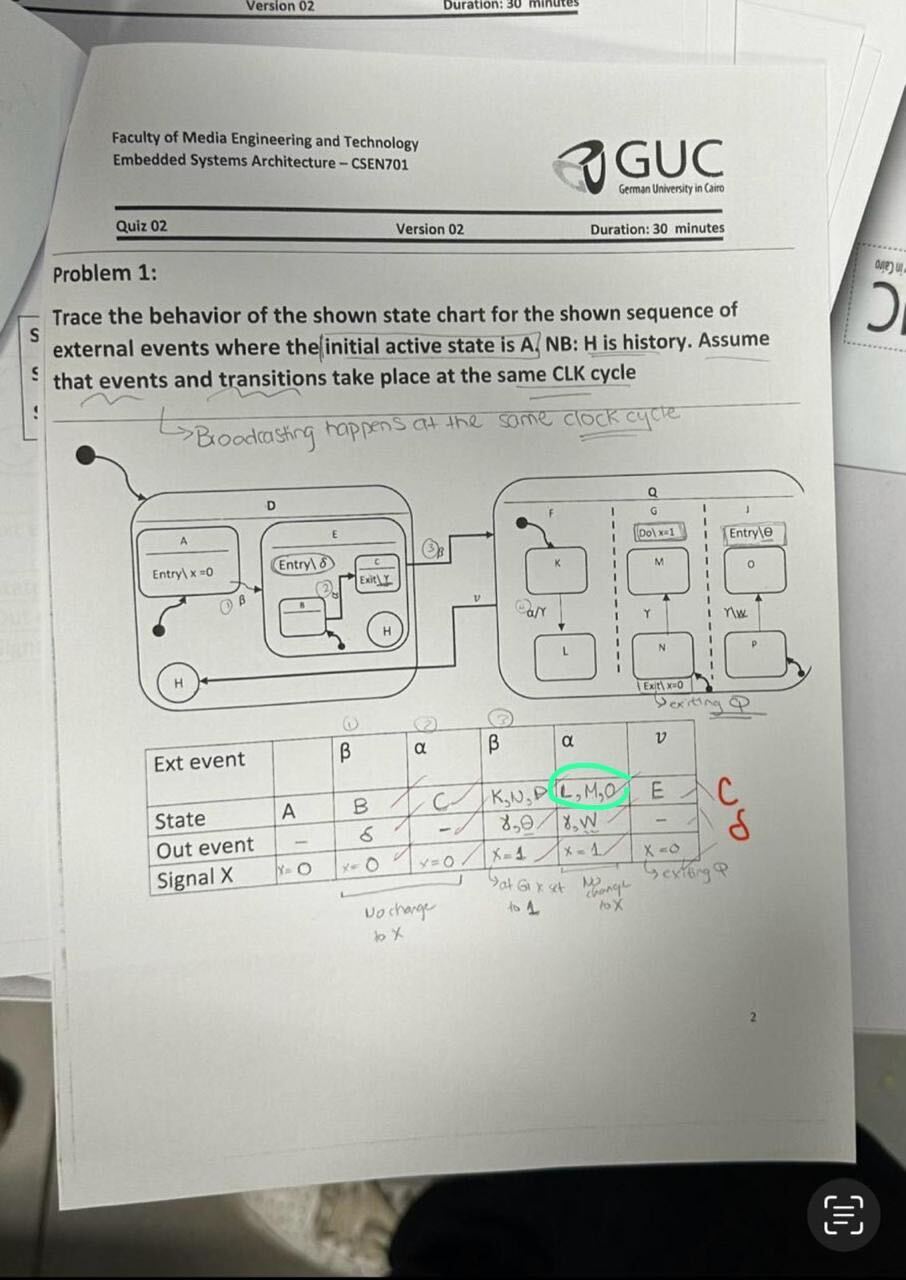 Version 02
Duration: 30 minutes
Faculty of Media Engineering and Technology
Embedded Systems Architecture – CSEN701
GUC
German University in Cairo
Quiz 02
Version 02
Duration: 30 minutes
Problem 1:
Trace the behavior of the shown state chart for the shown sequence of
external events where the initial active state is A. NB: H is history. Assume
that events and transitions take place at the same CLK cycle
Broodcasting happens at the same clock cycle
D
A
Entry\ x =0
① β
E
Entry\ δ
B
②α
C
Exit\ɣ
H
H
③β
ν
Q
F
K
④α/ɣ
L
G
Do\ x=1
M
ɣ
N
Exit\ x=0
exiting φ
J
Entry\Θ
O
ɣ\w
P
① ② ③
Ext event β α β α ν
State A B C K,N,P L,M,O E C
Out event – δ – ɣ,Θ ɣ,W – δ
Signal X x=0 x=0 x=0 x=1 x=1 x=0
No change
to X
at G, x set
to 1
No
change
to X
exiting φ
2